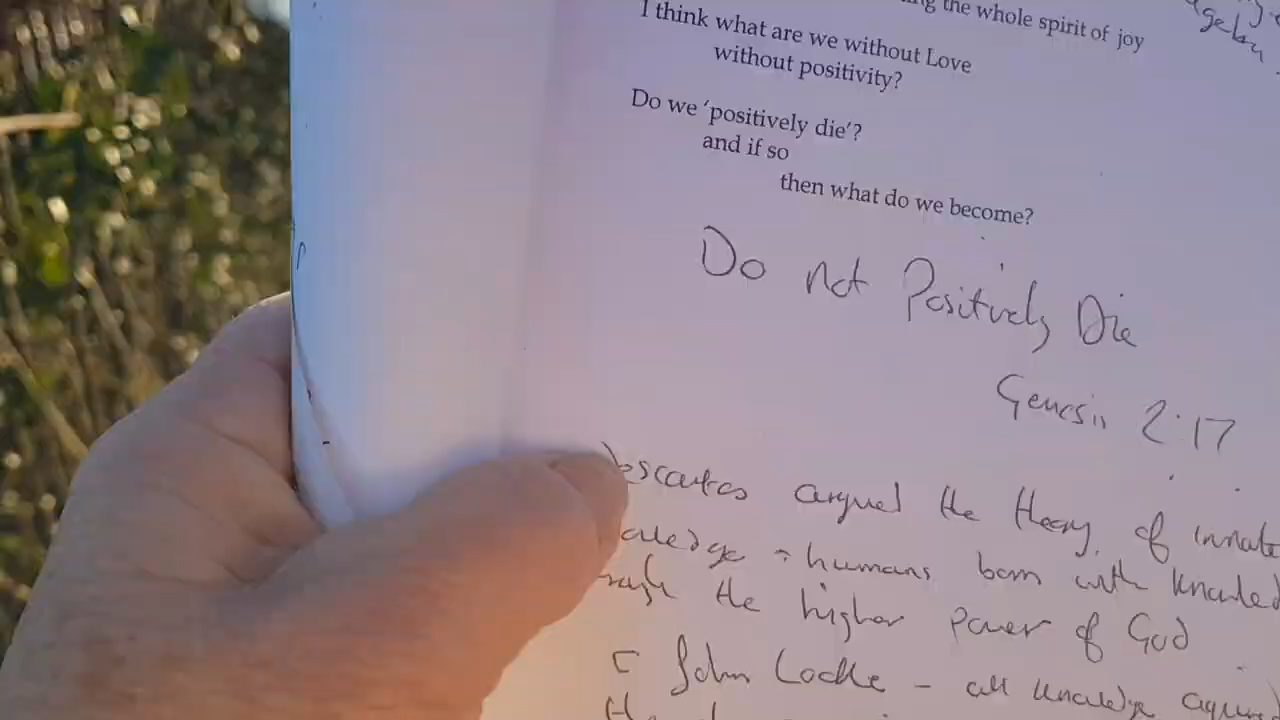 the whole spirit of joy
I think what are we without Love
without positivity?
Do we 'positively die'?
and if so
then what do we become?
Do not Positively Die
Genesis 2:17
escartes argued the theory of innate
humans born with
the higher power of God
John Locke - all knowledge